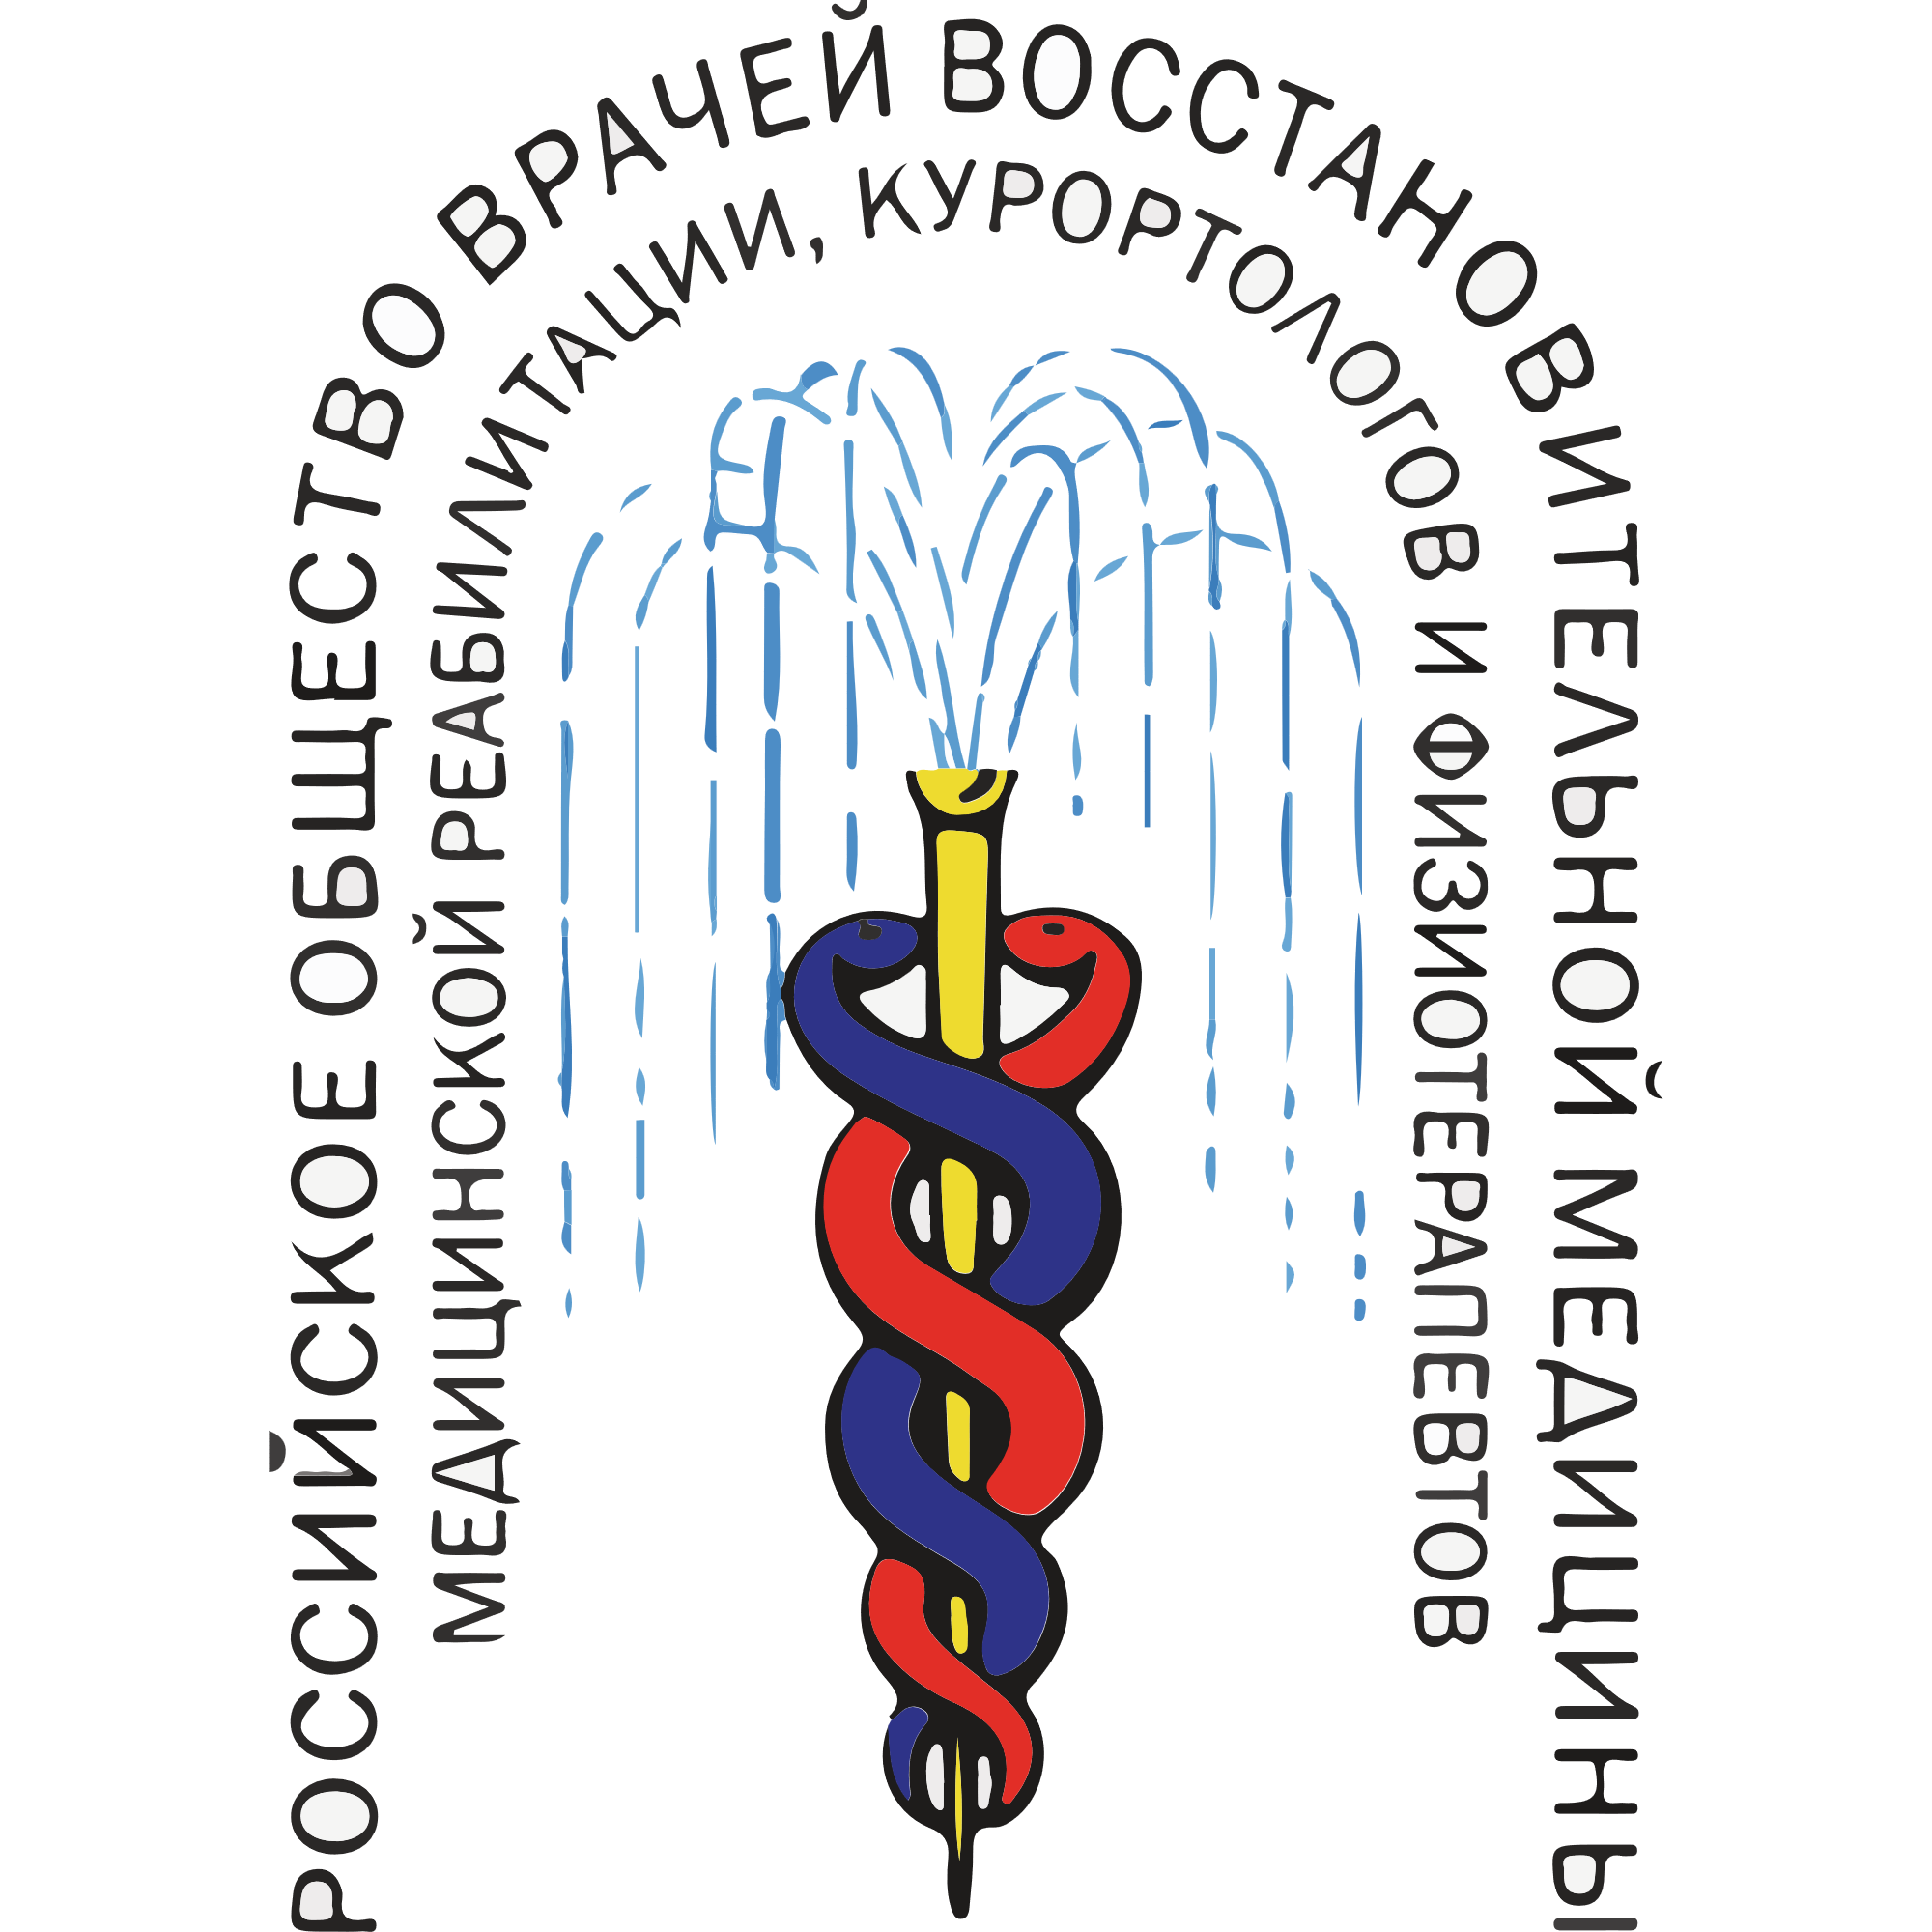 РОССИЙСКОЕ ОБЩЕСТВО ВРАЧЕЙ ВОССТАНОВИТЕЛЬНОЙ МЕДИЦИНЫ
МЕДИЦИНСКОЙ РЕАБИЛИТАЦИИ, КУРОРТОЛОГОВ И ФИЗИОТЕРАПЕВТОВ